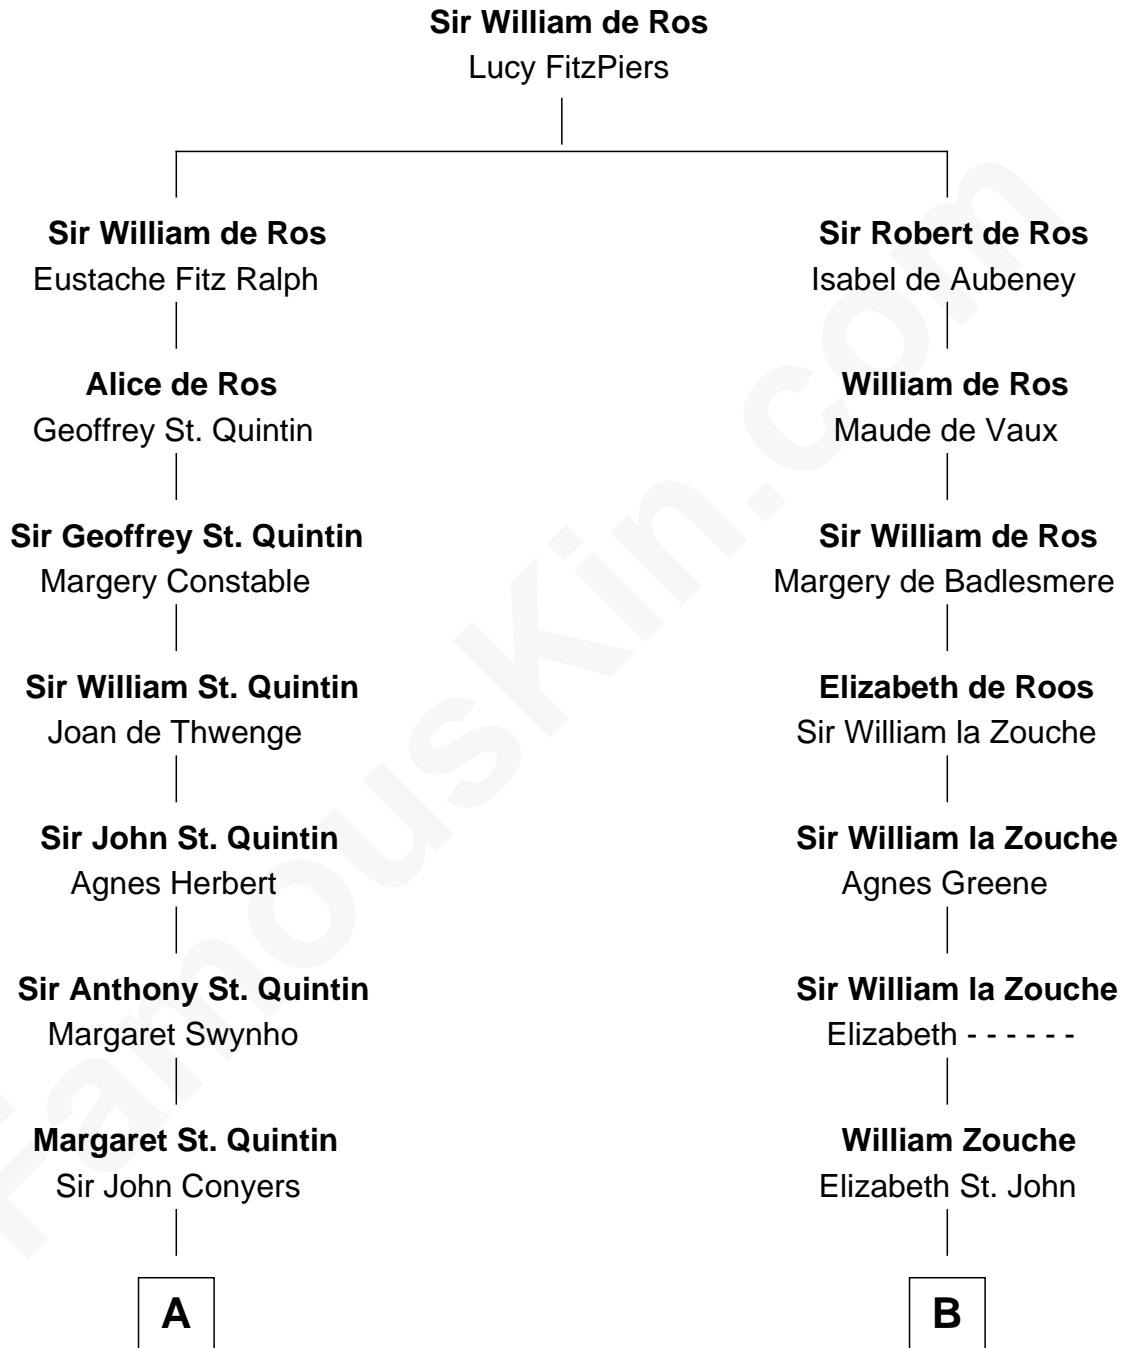 Sir William de Ros
Lucy FitzPiers
Sir William de Ros
Eustache Fitz Ralph
Alice de Ros
Geoffrey St. Quintin
Sir Geoffrey St. Quintin
Margery Constable
Sir William St. Quintin
Joan de Thwenge
Sir John St. Quintin
Agnes Herbert
Sir Anthony St. Quintin
Margaret Swynho
Margaret St. Quintin
Sir John Conyers
A
Sir Robert de Ros
Isabel de Aubeney
William de Ros
Maude de Vaux
Sir William de Ros
Margery de Badlesmere
Elizabeth de Roos
Sir William la Zouche
Sir William la Zouche
Agnes Greene
Sir William la Zouche
Elizabeth - - - - - -
William Zouche
Elizabeth St. John
B
FamousKin.com